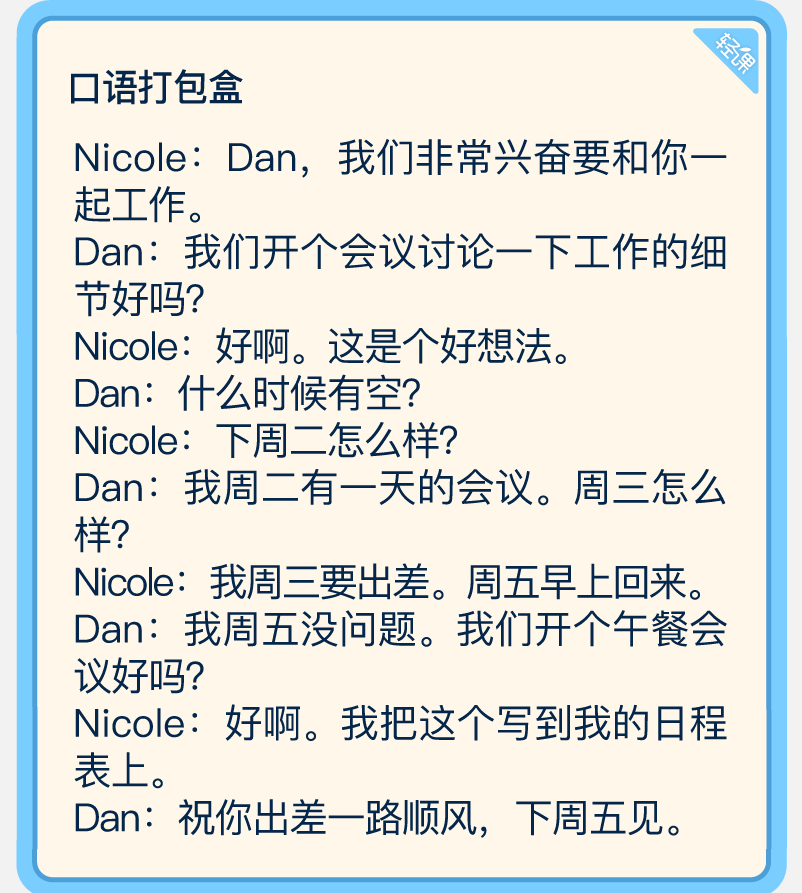 轻课
口语打包盒
Nicole：Dan，我们非常兴奋要和你一
起工作。
Dan：我们开个会议讨论一下工作的细
节好吗？
Nicole：好啊。这是个好想法。
Dan：什么时候有空？
Nicole：下周二怎么样？
Dan：我周二有一天的会议。周三怎么
样？
Nicole：我周三要出差。周五早上回来。
Dan：我周五没问题。我们开个午餐会
议好吗？
Nicole：好啊。我把这个写到我的日程
表上。
Dan：祝你出差一路顺风，下周五见。